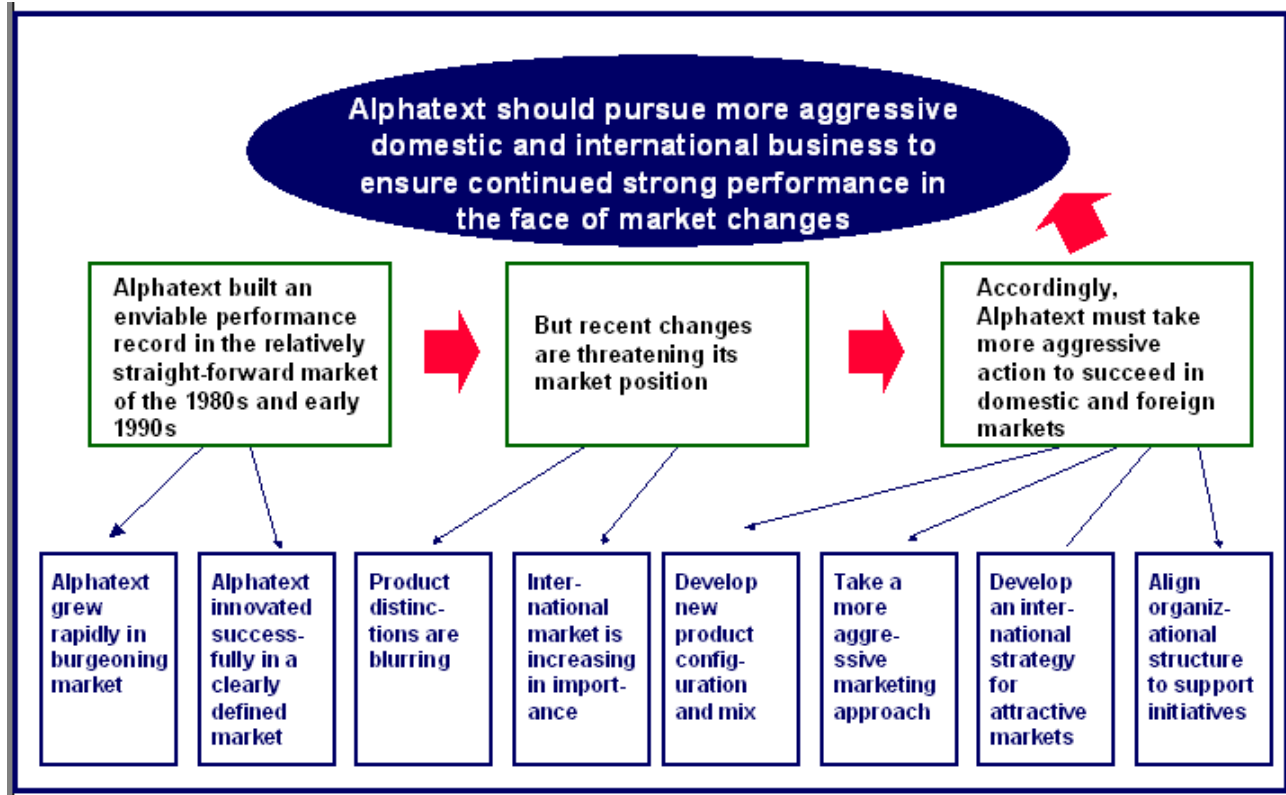 Alphatext should pursue more aggressive
domestic and international business to
ensure continued strong performance in
the face of market changes
Alphatext built an
enviable performance
record in the relatively
straight-forward market
of the 1980s and early
1990s
But recent changes
are threatening its
market position
Accordingly,
Alphatext must take
more aggressive
action to succeed in
domestic and foreign
markets
Alphatext
grew
rapidly in
burgeoning
market
Alphatext
innovated
success-
fully in a
clearly
defined
market
Product
distinc-
tions are
blurring
Inter-
national
market is
increasing
in import-
ance
Develop
new
product
config-
uration
and mix
Take a
more
aggre-
ssive
marketing
approach
Develop
an inter-
national
strategy
for
attractive
markets
Align
organiz-
ational
structure
to support
initiatives